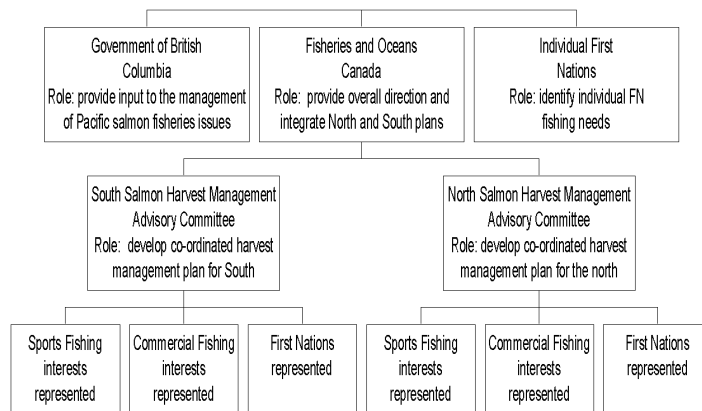 Government of British
Columbia
Role: provide input to the management
of Pacific salmon fisheries issues
Fisheries and Oceans
Canada
Role: provide overall direction and
integrate North and South plans
Individual First
Nations
Role: identify individual FN
fishing needs
South Salmon Harvest Management
Advisory Committee
Role: develop co-ordinated harvest
management plan for South
North Salmon Harvest Management
Advisory Committee
Role: develop co-ordinated harvest
management plan for the north
Sports Fishing
interests
represented
Commercial Fishing
interests
represented
First Nations
represented
Sports Fishing
interests
represented
Commercial Fishing
interests
represented
First Nations
represented